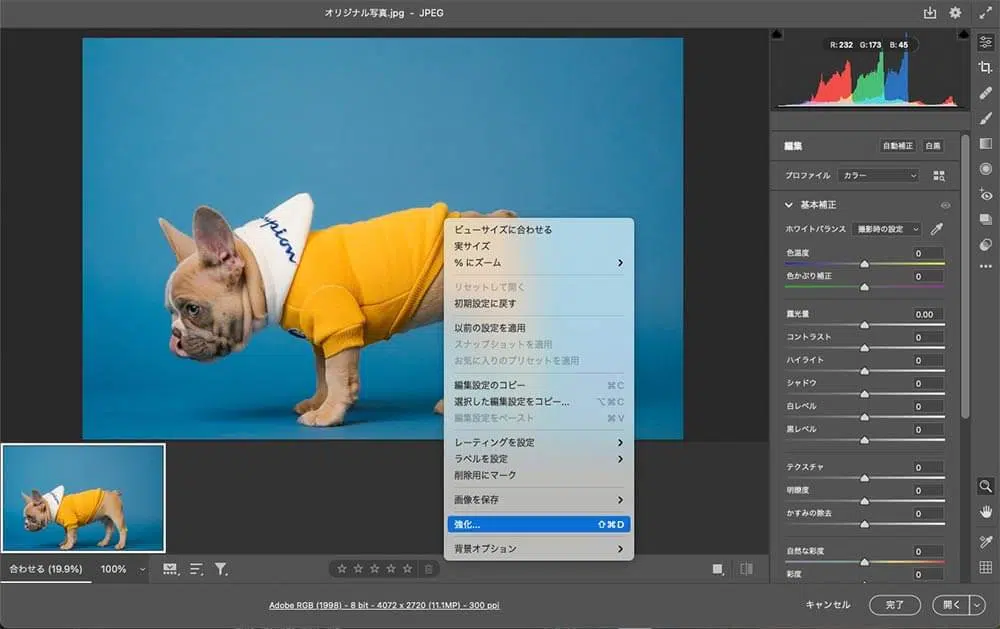 オリジナル写真.jpg - JPEG
R:232 G:173 B:45
編集
自動補正
白黒
プロファイル
カラー
基本補正
ホワイトバランス
撮影時の設定
色温度
0
色かぶり補正
0
露光量
0.00
コントラスト
0
ハイライト
0
シャドウ
0
白レベル
0
黒レベル
0
テクスチャ
0
明瞭度
0
かすみの除去
0
自然な彩度
0
彩度
0
pion
ビューサイズに合わせる
実サイズ
% にズーム
リセットして開く
初期設定に戻す
以前の設定を適用
スナップショットを適用
お気に入りのプリセットを適用
編集設定のコピー ⌘C
選択した編集設定をコピー... ⌥⌘C
編集設定をペースト ⌘V
レーティングを設定
ラベルを設定
削除用にマーク
画像を保存
強化... ⇧⌘D
背景オプション
合わせる (19.9%)
100%
Adobe RGB (1998) - 8 bit - 4072 x 2720 (11.1MP) - 300 ppi
キャンセル
完了
開く